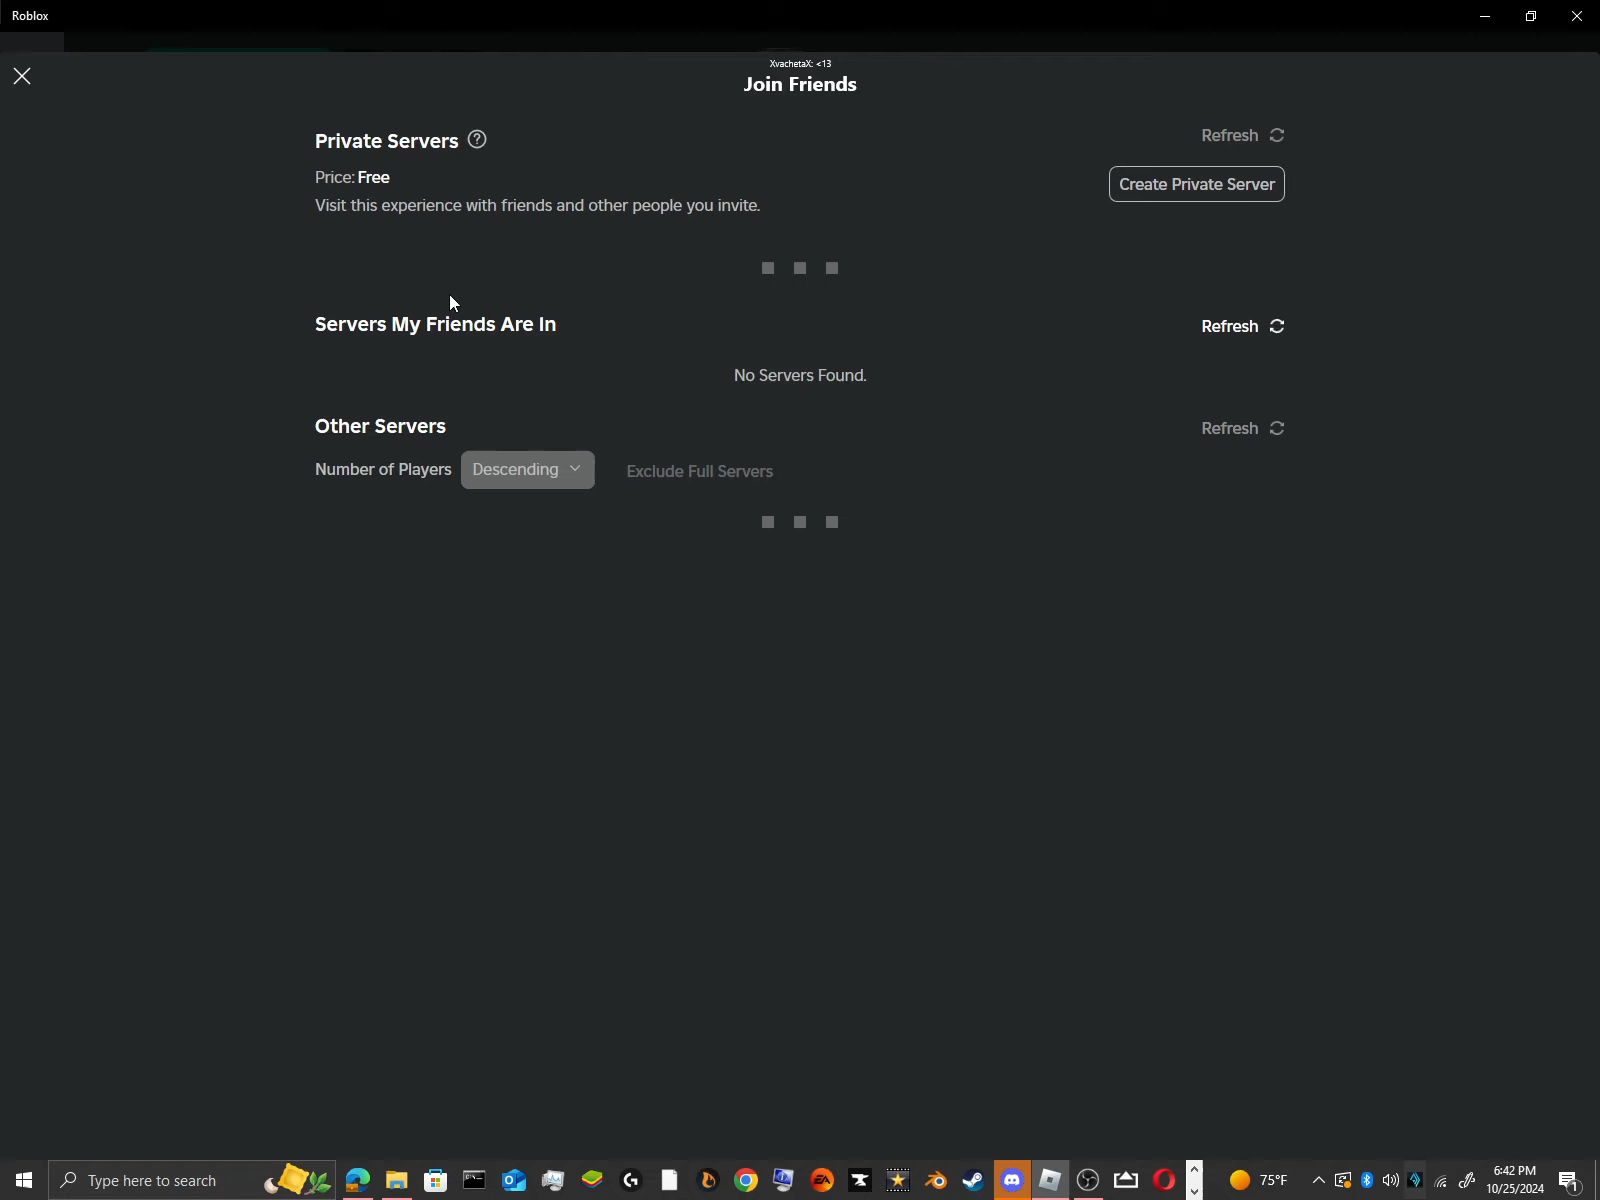 Roblox
XvachetaX: <13
Join Friends
Private Servers
Refresh
Price: Free
Create Private Server
Visit this experience with friends and other people you invite.
Servers My Friends Are In
Refresh
No Servers Found.
Other Servers
Refresh
Number of Players Descending Exclude Full Servers
Type here to search
75°F
6:42 PM
10/25/2024
1